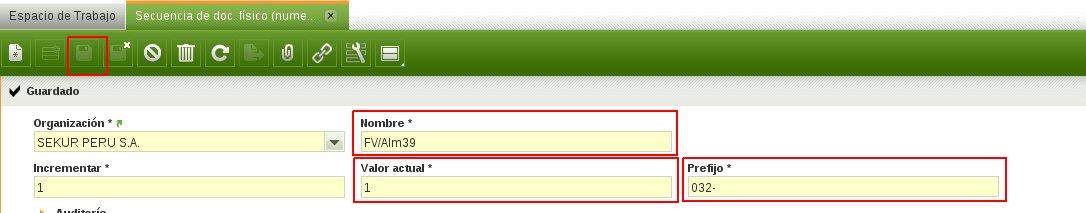 Espacio de Trabajo
Secuencia de doc. físico (nume...
Guardado
Organización *
Nombre *
SEKUR PERU S.A.
FV/Alm39
Incrementar *
Valor actual *
Prefijo *
1
1
032-
Auditoría